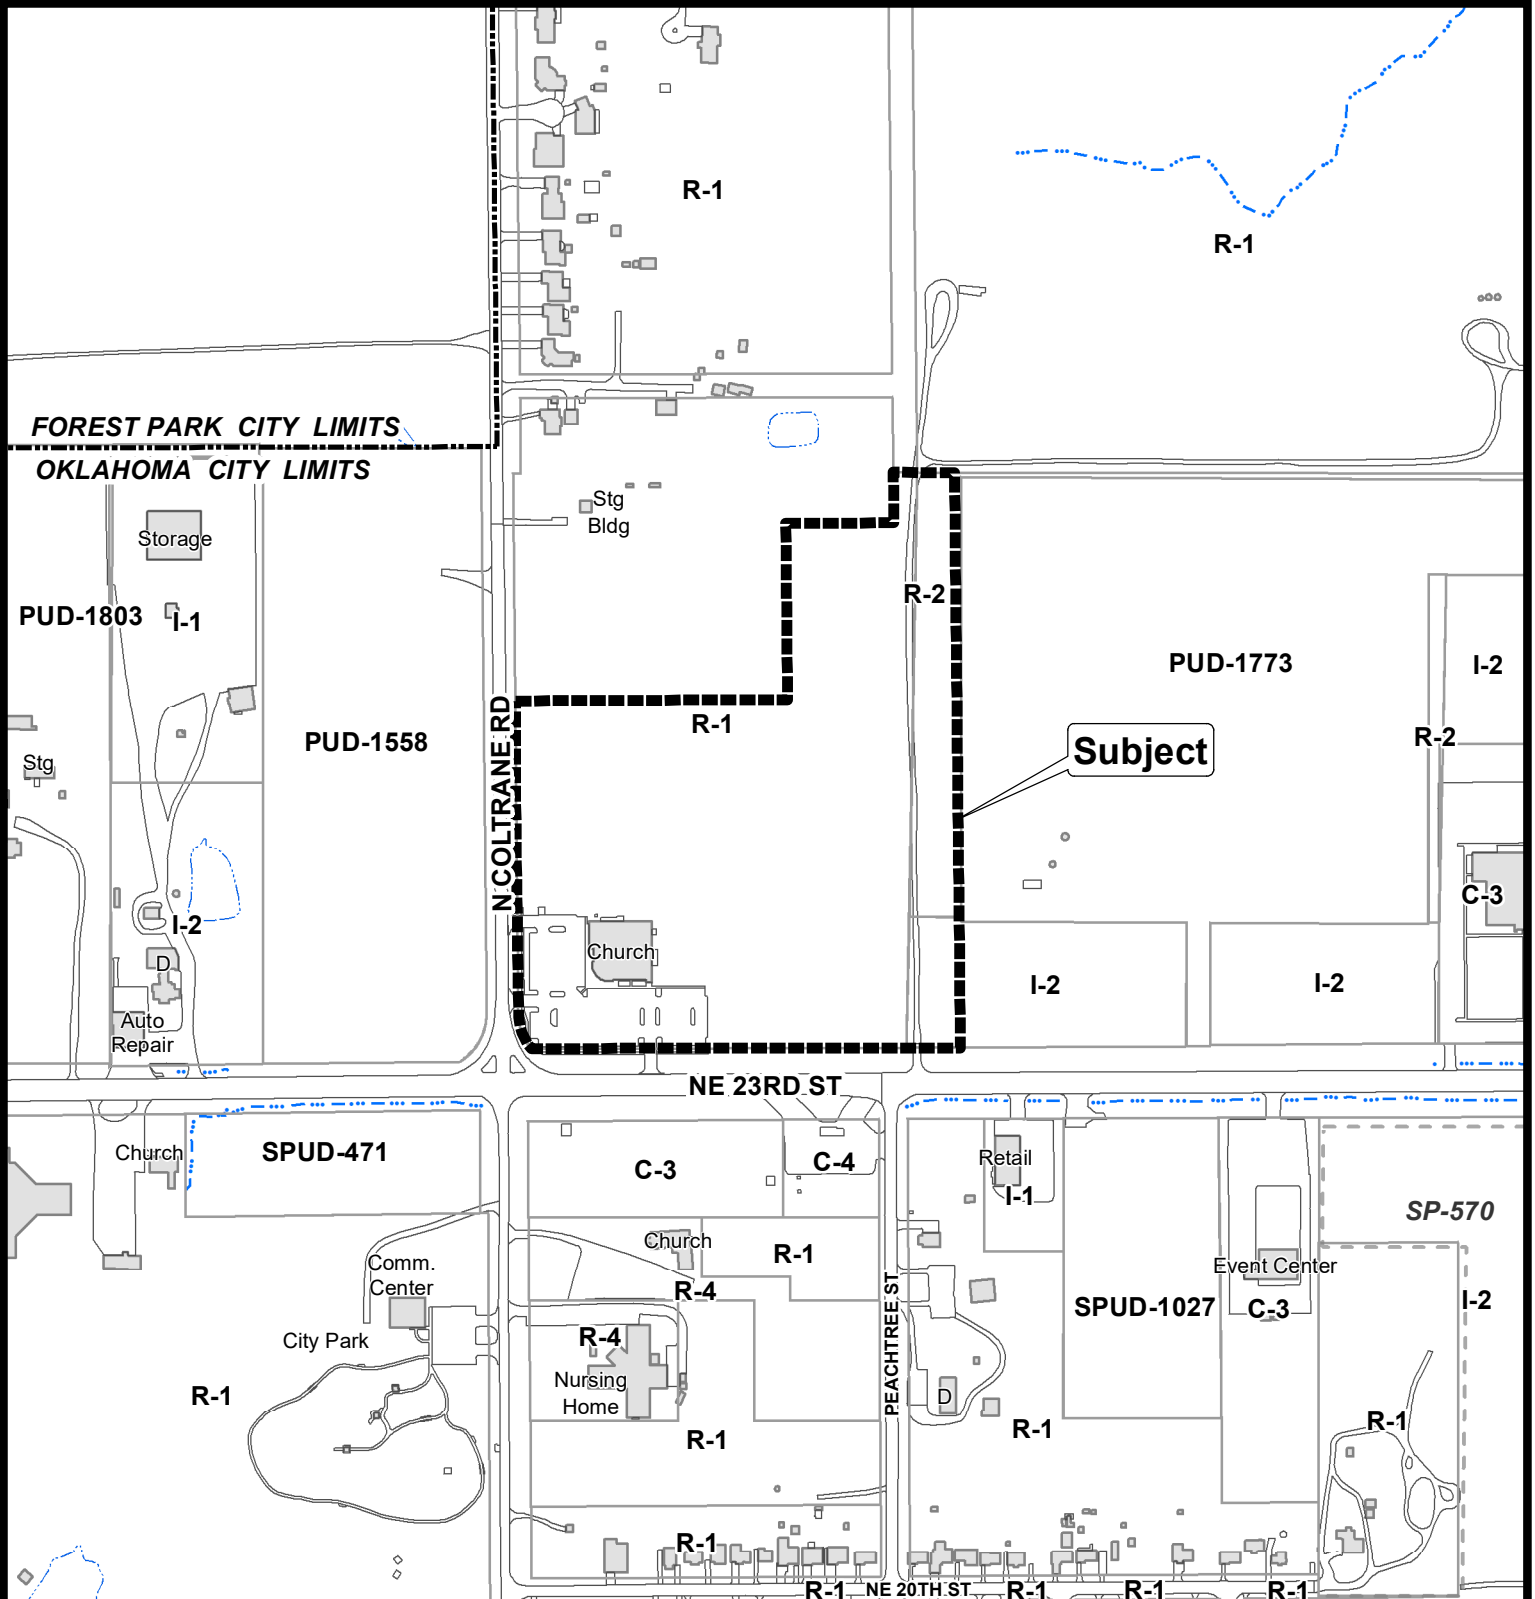 R-1
R-1
FOREST PARK CITY LIMITS
OKLAHOMA CITY LIMITS
Stg
Bldg
Storage
R-2
PUD-1803
I-1
PUD-1773
I-2
R-1
PUD-1558
N COLTRANE RD
Subject
R-2
Stg
C-3
I-2
Church
D
I-2
I-2
Auto
Repair
NE 23RD ST
Church
SPUD-471
C-3
C-4
Retail
I-1
SP-570
Church
R-1
Comm.
Center
R-4
Event Center
I-2
SPUD-1027
C-3
City Park
R-4
PEACHTREE ST
Nursing
Home
R-1
D
R-1
R-1
R-1
R-1
R-1
NE 20TH ST
R-1
R-1
R-1